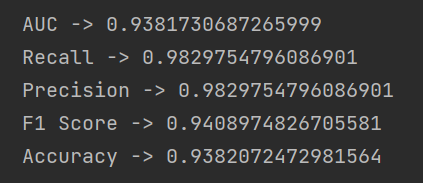 AUC -> 0.9381730687265999
Recall -> 0.9829754796086901
Precision -> 0.9829754796086901
F1 Score -> 0.9408974826705581
Accuracy -> 0.9382072472981564